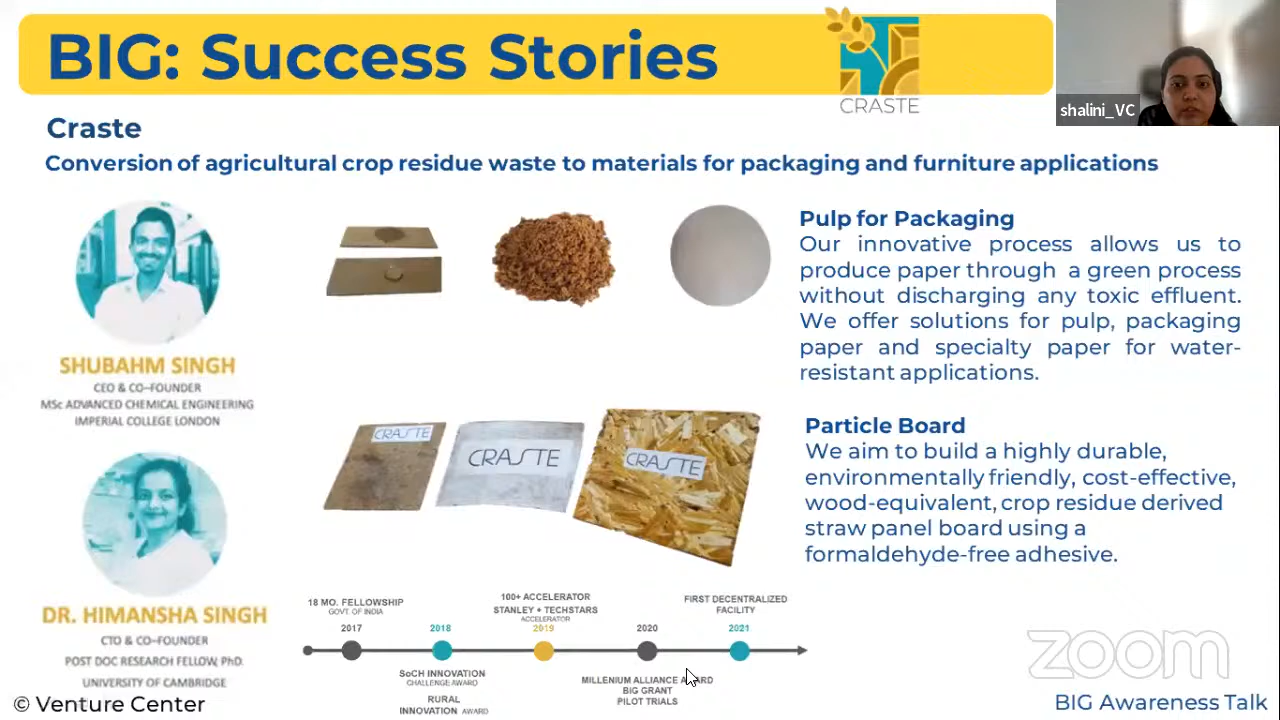 BIG: Success Stories
CRASTE
shalini_VC
Craste
Conversion of agricultural crop residue waste to materials for packaging and furniture applications
SHUBAHM SINGH
CEO & CO–FOUNDER
MSc ADVANCED CHEMICAL ENGINEERING
IMPERIAL COLLEGE LONDON
DR. HIMANSHA SINGH
CTO & CO–FOUNDER
POST DOC RESEARCH FELLOW, PhD.
UNIVERSITY OF CAMBRIDGE
Pulp for Packaging
Our innovative process allows us to
produce paper through a green process
without discharging any toxic effluent.
We offer solutions for pulp, packaging
paper and specialty paper for water-
resistant applications.
CRASTE
CRASTE
CRASTE
Particle Board
We aim to build a highly durable,
environmentally friendly, cost-effective,
wood-equivalent, crop residue derived
straw panel board using a
formaldehyde-free adhesive.
18 MO. FELLOWSHIP
GOVT. OF INDIA
2017
2018
SoCH INNOVATION
CHALLENGE AWARD
RURAL
INNOVATION AWARD
100+ ACCELERATOR
STANLEY + TECHSTARS
ACCELERATOR
2019
2020
MILLENIUM ALLIANCE AWARD
BIG GRANT
PILOT TRIALS
FIRST DECENTRALIZED
FACILITY
2021
zoom
© Venture Center
BIG Awareness Talk